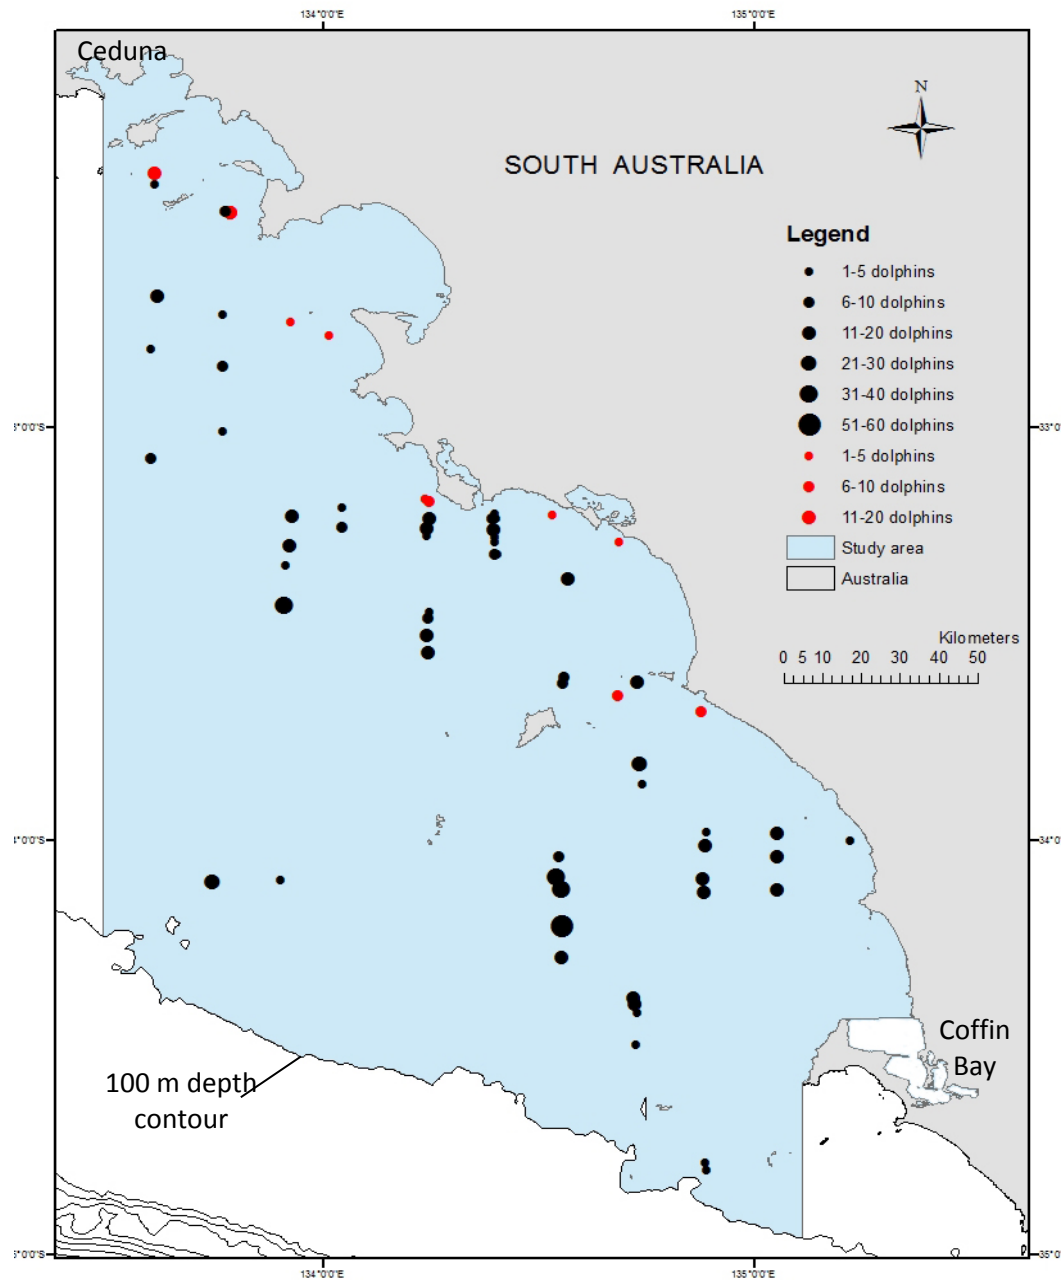 134°0'0"E 135°0'0"E
Ceduna
N
SOUTH AUSTRALIA
Legend
1-5 dolphins
6-10 dolphins
11-20 dolphins
21-30 dolphins
31-40 dolphins
51-60 dolphins
1-5 dolphins
6-10 dolphins
11-20 dolphins
Study area
Australia
Kilometers
0 5 10 20 30 40 50
Coffin
Bay
100 m depth
contour
134°0'0"E 135°0'0"E